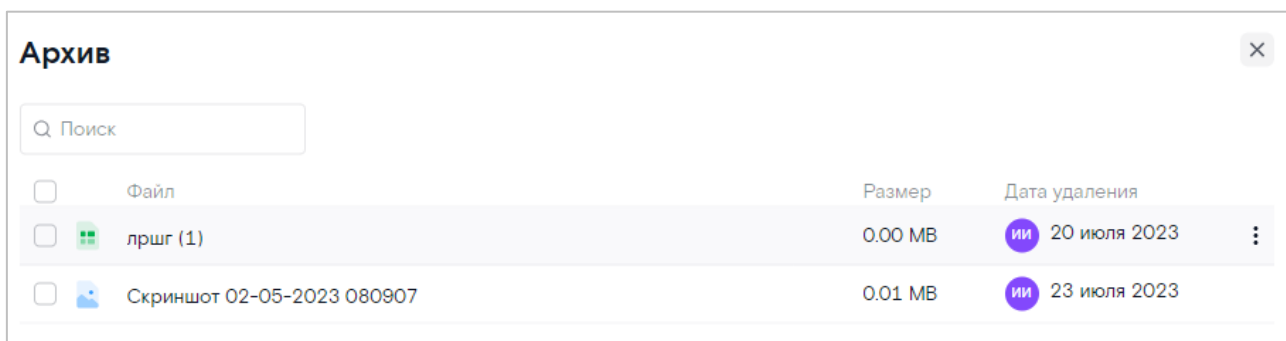 Архив
Поиск
Файл Размер Дата удаления
лршг (1) 0.00 MB ИИ 20 июля 2023
Скриншот 02-05-2023 080907 0.01 MB ИИ 23 июля 2023